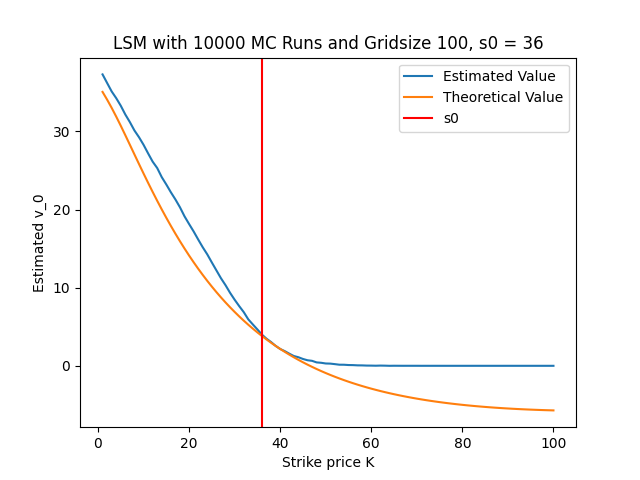 LSM with 10000 MC Runs and Gridsize 100, s0 = 36
Estimated Value
Theoretical Value
s0
Estimated v_0
30
20
10
0
0
20
40
60
80
100
Strike price K